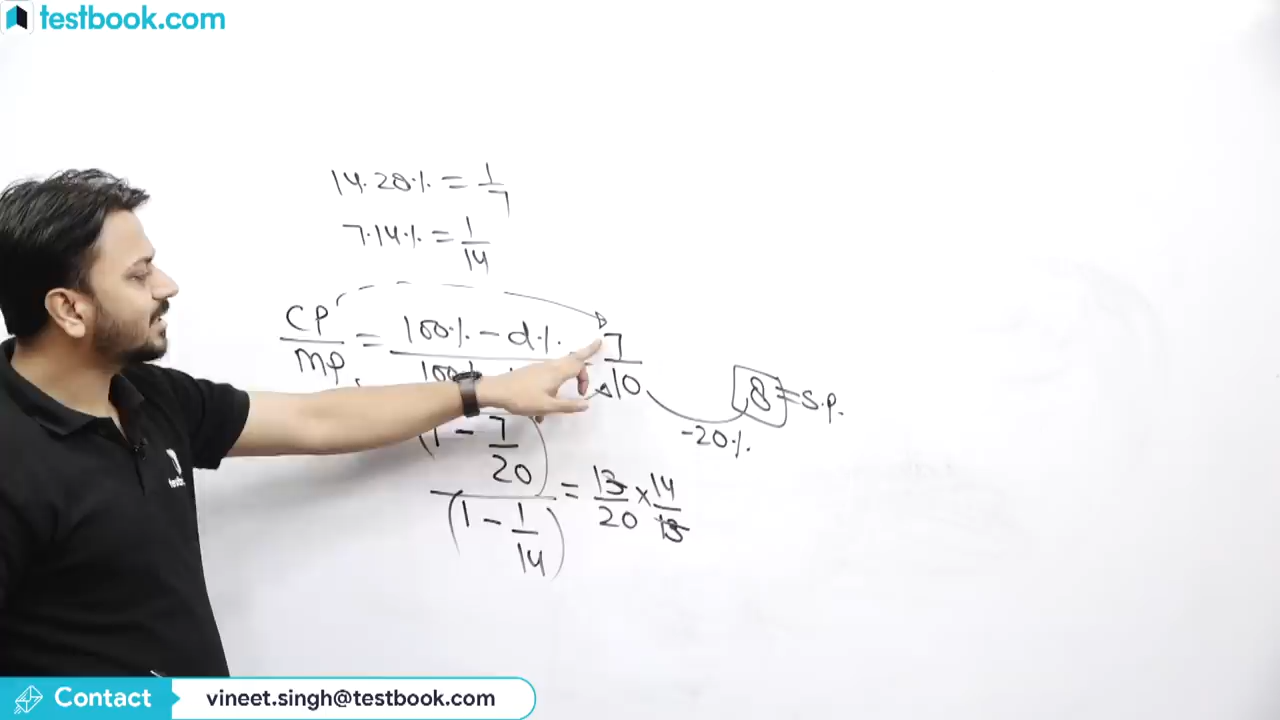 testbook.com
14.28% = 1/7
7.14% = 1/14
CP/MP = 100% - d% / 100% = 7/10
8 = S.P.
-20%
(1 - 7/20) / (1 - 1/14) = 13/20 × 14/13
Contact vineet.singh@testbook.com